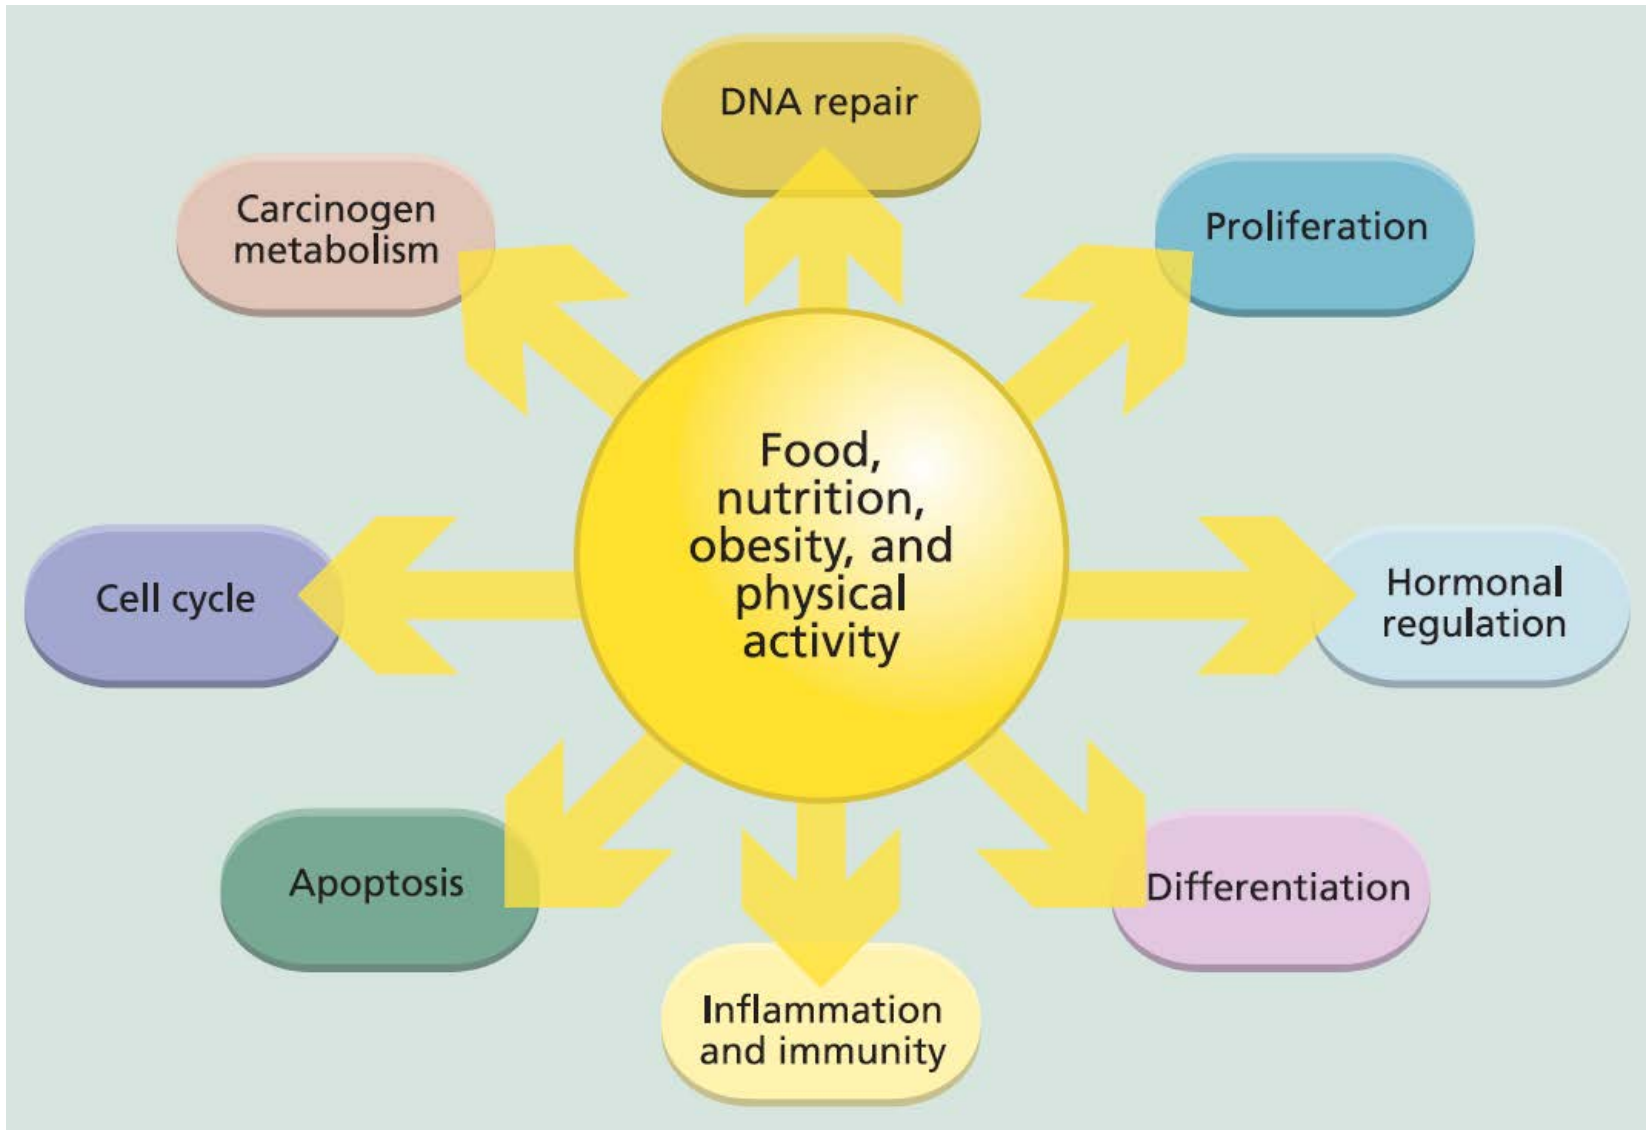 DNA repair
Carcinogen
metabolism
Proliferation
Food,
nutrition,
obesity, and
physical
activity
Cell cycle
Hormonal
regulation
Apoptosis
Differentiation
Inflammation
and immunity